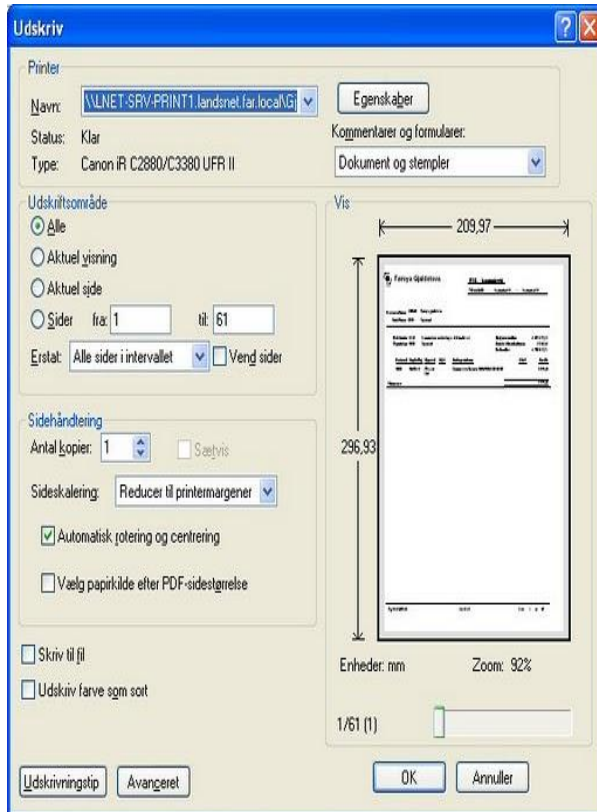 Udskriv
Printer
Navn: \\LNET-SRV-PRINT1.landsnet.far.local\G
Egenskaber
Status: Klar
Kommentarer og formularer:
Type: Canon iR C2880/C3380 UFR II
Dokument og stempler
Udskriftsområde
Alle
Aktuel visning
Aktuel side
Sider fra: 1 til: 61
Erstat: Alle sider i intervallet Vend sider
Sidehåndtering
Antal kopier: 1 Sætvis
Sideskalering: Reducer til printermargener
Automatisk rotering og centrering
Vælg papirkilde efter PDF-sidestørrelse
Skriv til fil
Udskriv farve som sort
Udskrivningstip Avanceret
Vis
209,97
296,93
Føroya Gjaldstova
Enheder: mm Zoom: 92%
1/61 (1)
OK Annuller